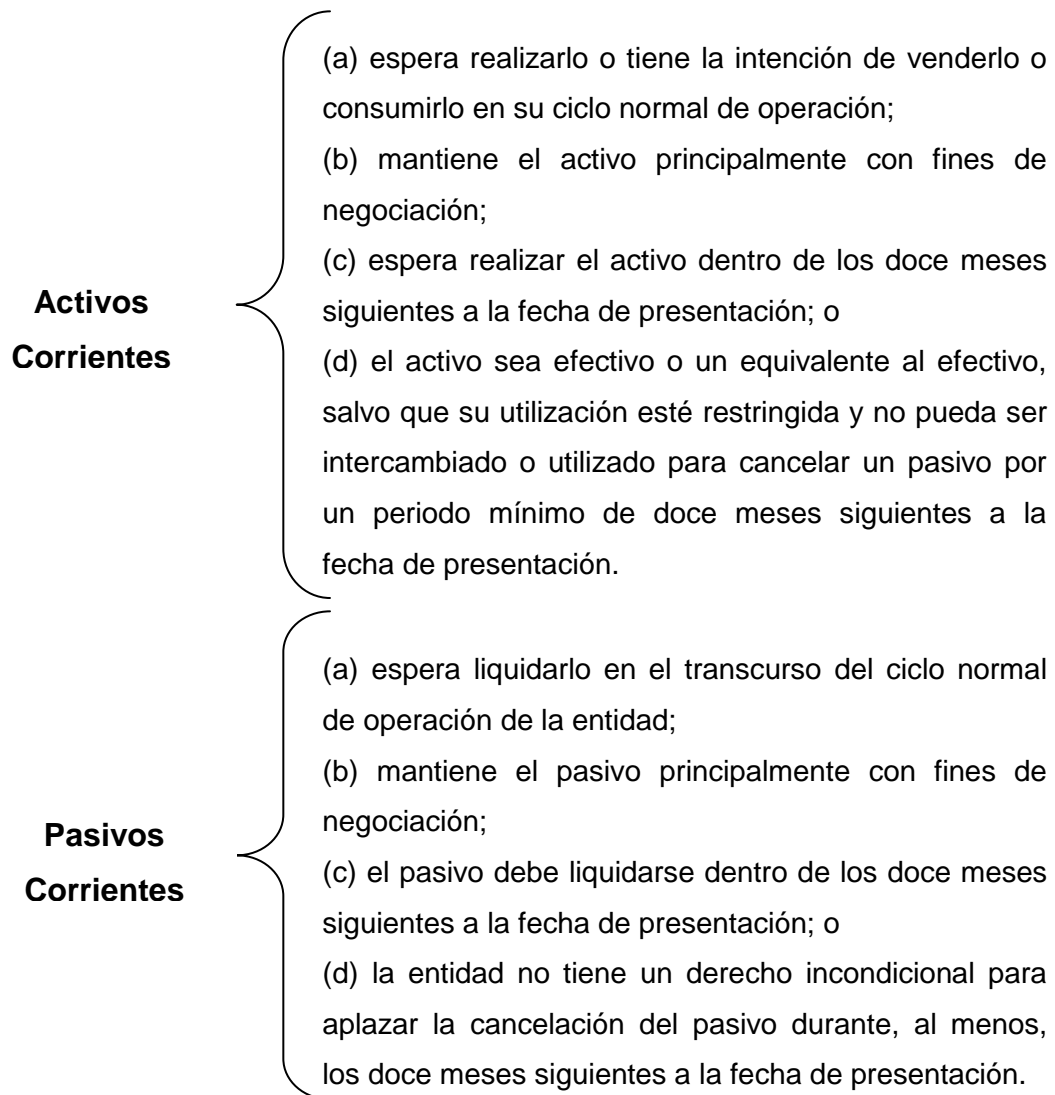 Activos
Corrientes
(a) espera realizarlo o tiene la intención de venderlo o
consumirlo en su ciclo normal de operación;
(b) mantiene el activo principalmente con fines de
negociación;
(c) espera realizar el activo dentro de los doce meses
siguientes a la fecha de presentación; o
(d) el activo sea efectivo o un equivalente al efectivo,
salvo que su utilización esté restringida y no pueda ser
intercambiado o utilizado para cancelar un pasivo por
un periodo mínimo de doce meses siguientes a la
fecha de presentación.
Pasivos
Corrientes
(a) espera liquidarlo en el transcurso del ciclo normal
de operación de la entidad;
(b) mantiene el pasivo principalmente con fines de
negociación;
(c) el pasivo debe liquidarse dentro de los doce meses
siguientes a la fecha de presentación; o
(d) la entidad no tiene un derecho incondicional para
aplazar la cancelación del pasivo durante, al menos,
los doce meses siguientes a la fecha de presentación.